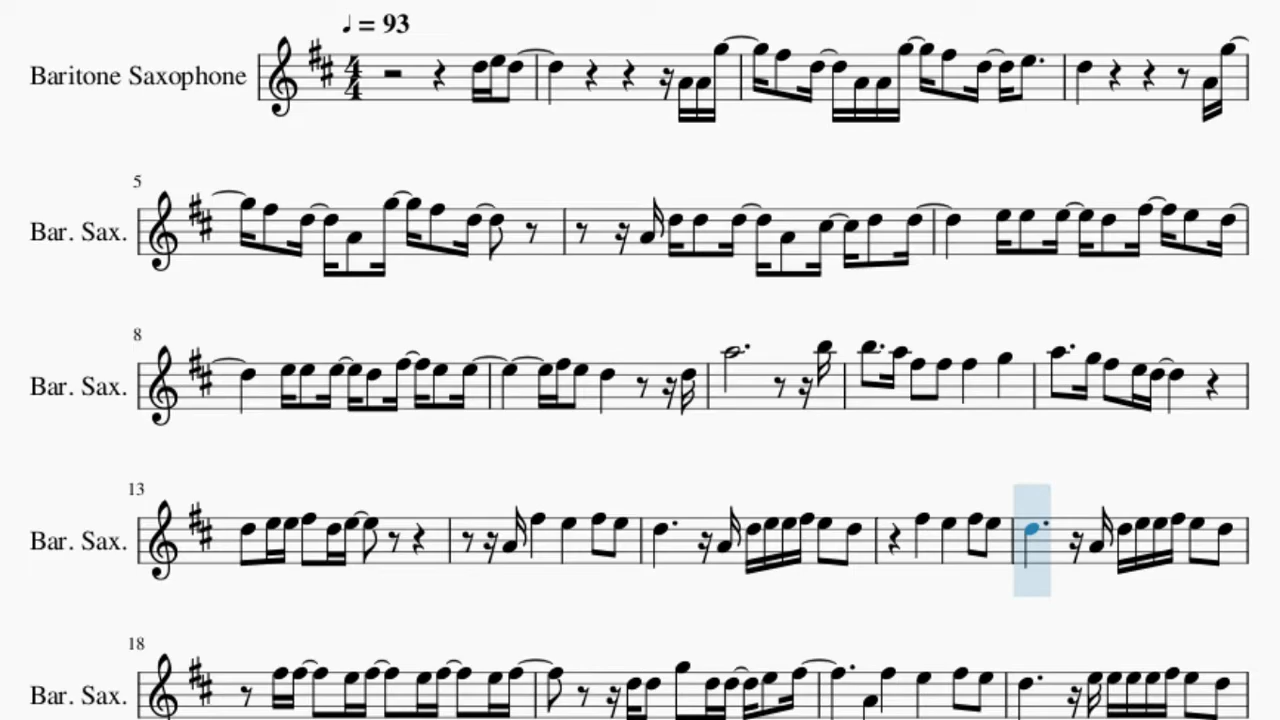 ♩ = 93
Baritone Saxophone
4
4
5
Bar. Sax.
8
Bar. Sax.
13
Bar. Sax.
18
Bar. Sax.